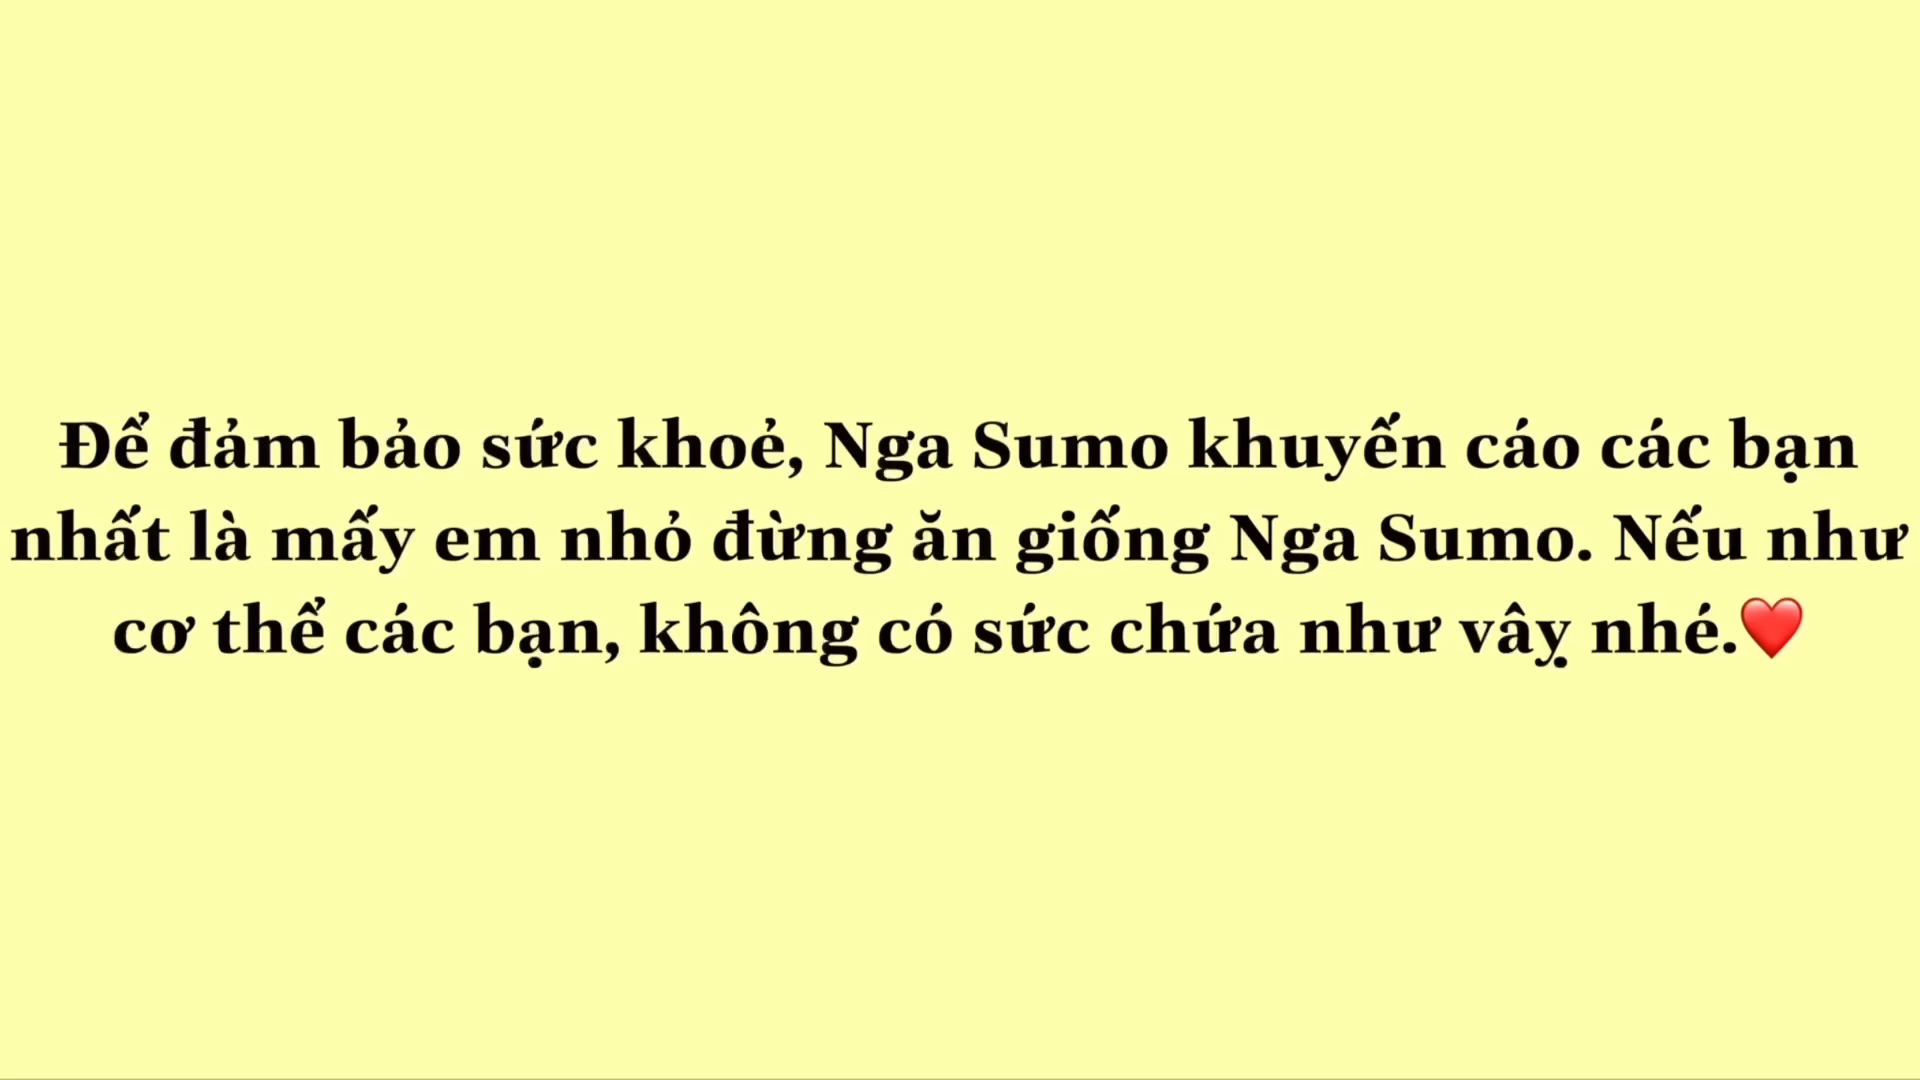 Để đảm bảo sức khoẻ, Nga Sumo khuyến cáo các bạn
nhất là mấy em nhỏ đừng ăn giống Nga Sumo. Nếu như
cơ thể các bạn, không có sức chứa như vâỵ nhé.❤️